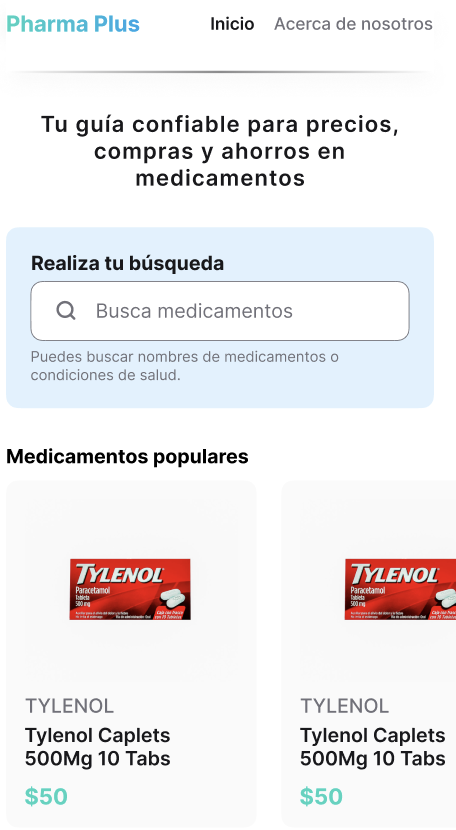 Pharma Plus
Inicio
Acerca de nosotros
Tu guía confiable para precios,
compras y ahorros en
medicamentos
Realiza tu búsqueda
Busca medicamentos
Puedes buscar nombres de medicamentos o
condiciones de salud.
Medicamentos populares
TYLENOL
Paracetamol
Tableta
500 mg
TYLENOL
Tylenol Caplets
500Mg 10 Tabs
$50
TYLENOL
Paracetamol
Tableta
500 mg
TYLENOL
Tylenol Caplets
500Mg 10 Tabs
$50